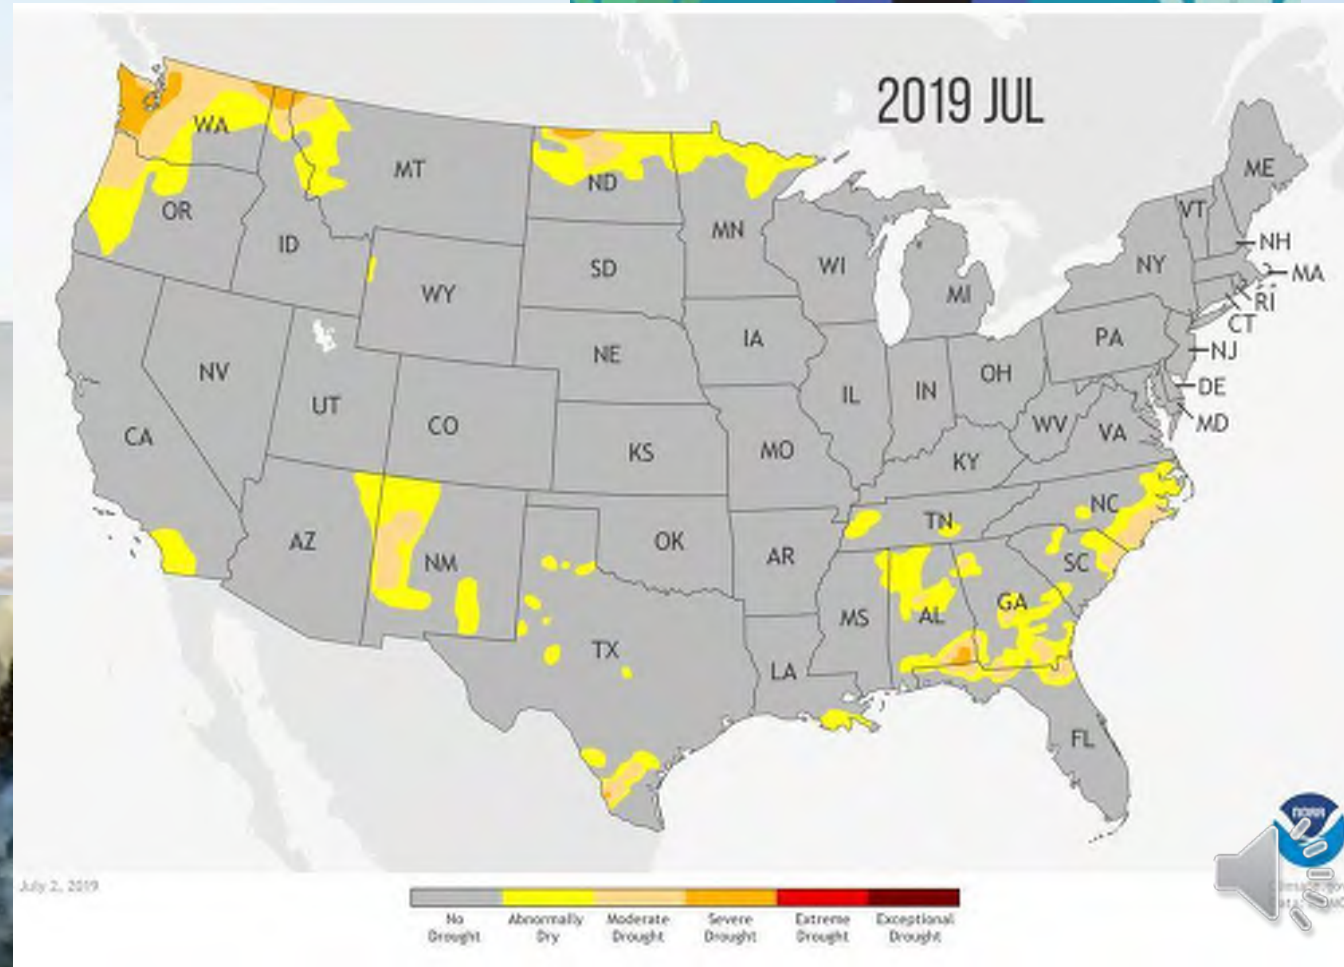 2019 JUL
WA
MT
ND
ME
OR
ID
MN
VT
NH
SD
WI
NY
MA
WY
MI
RI
CT
IA
PA
NJ
NE
NV
OH
DE
UT
IL
IN
MD
CO
WV
VA
CA
KS
MO
KY
NC
TN
AZ
OK
AR
NM
SC
GA
MS
AL
TX
LA
FL
NOAA
July 2, 2019
No Drought
Abnormally Dry
Moderate Drought
Severe Drought
Extreme Drought
Exceptional Drought